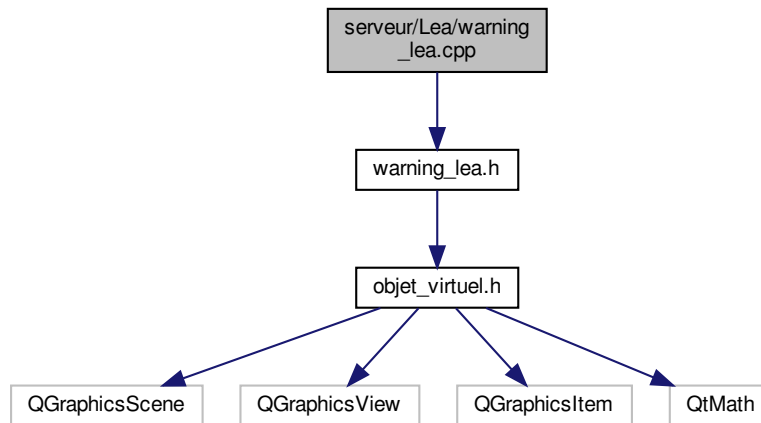 serveur/Lea/warning
_lea.cpp
warning_lea.h
objet_virtuel.h
QGraphicsScene
QGraphicsView
QGraphicsItem
QtMath